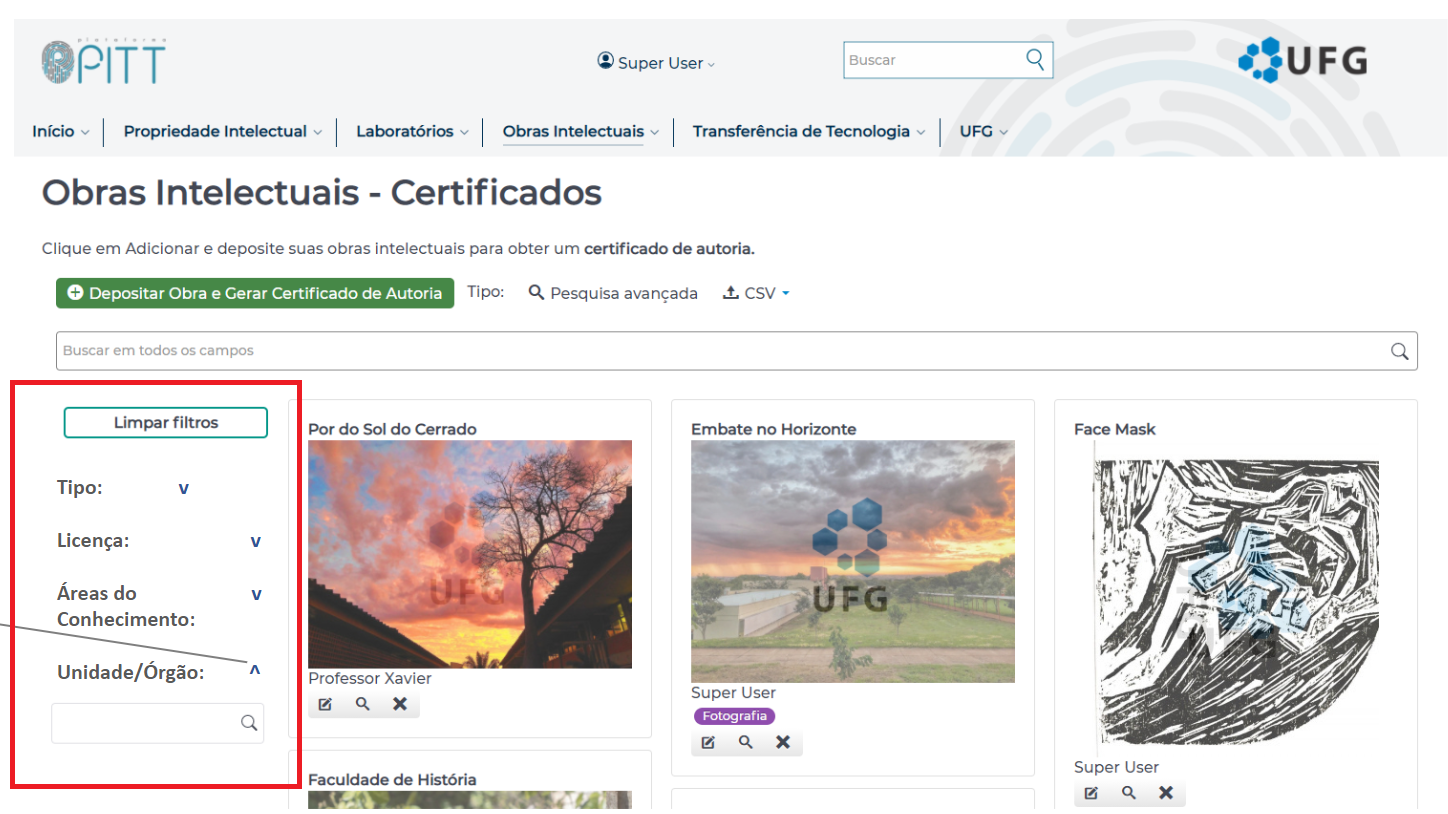 plataforma
PITT
Super User
Buscar
UFG
Início
Propriedade Intelectual
Laboratórios
Obras Intelectuais
Transferência de Tecnologia
UFG
Obras Intelectuais - Certificados
Clique em Adicionar e deposite suas obras intelectuais para obter um certificado de autoria.
Depositar Obra e Gerar Certificado de Autoria
Tipo:
Pesquisa avançada
CSV
Buscar em todos os campos
Limpar filtros
Tipo: v
Licença: v
Áreas do v
Conhecimento:
Unidade/Órgão: ^
Por do Sol do Cerrado
UFG
Professor Xavier
Faculdade de História
Embate no Horizonte
UFG
Super User
Fotografia
Face Mask
Super User